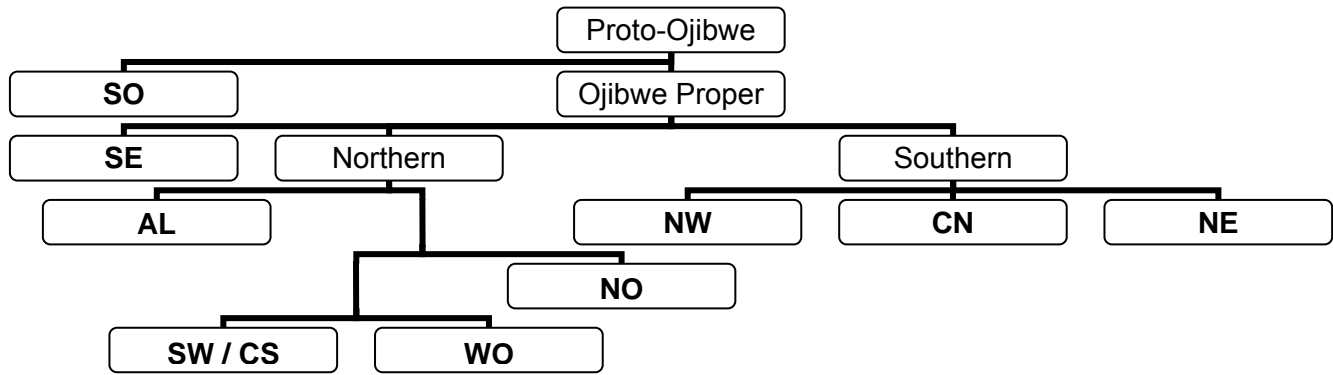 Proto-Ojibwe
SO
Ojibwe Proper
SE
Northern
Southern
AL
NW
CN
NE
NO
SW / CS
WO